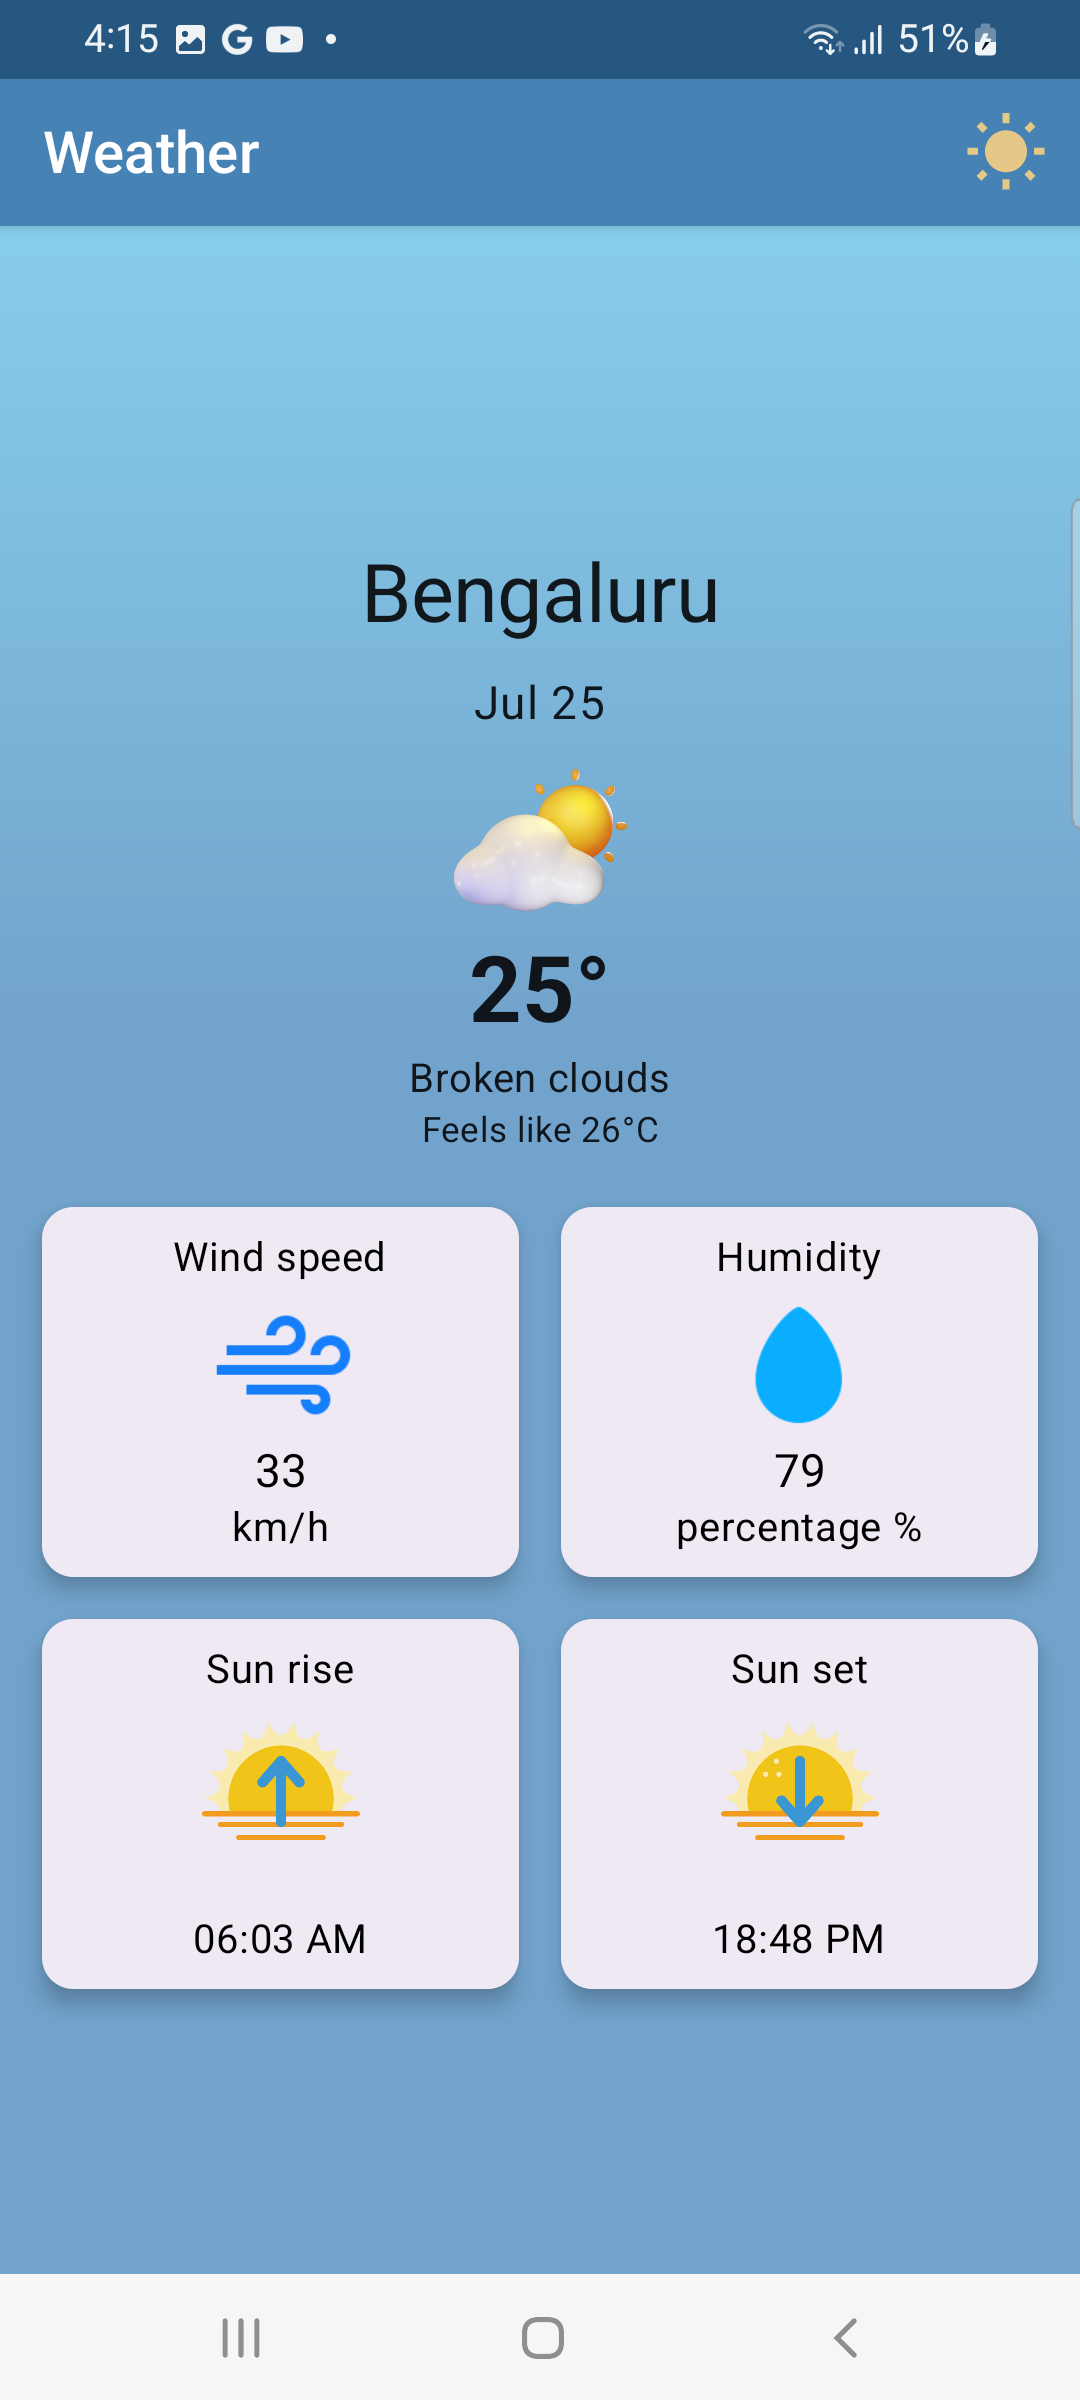 4:15 51%
Weather
Bengaluru
Jul 25
25°
Broken clouds
Feels like 26°C
Wind speed
33
km/h
Humidity
79
percentage %
Sun rise
06:03 AM
Sun set
18:48 PM